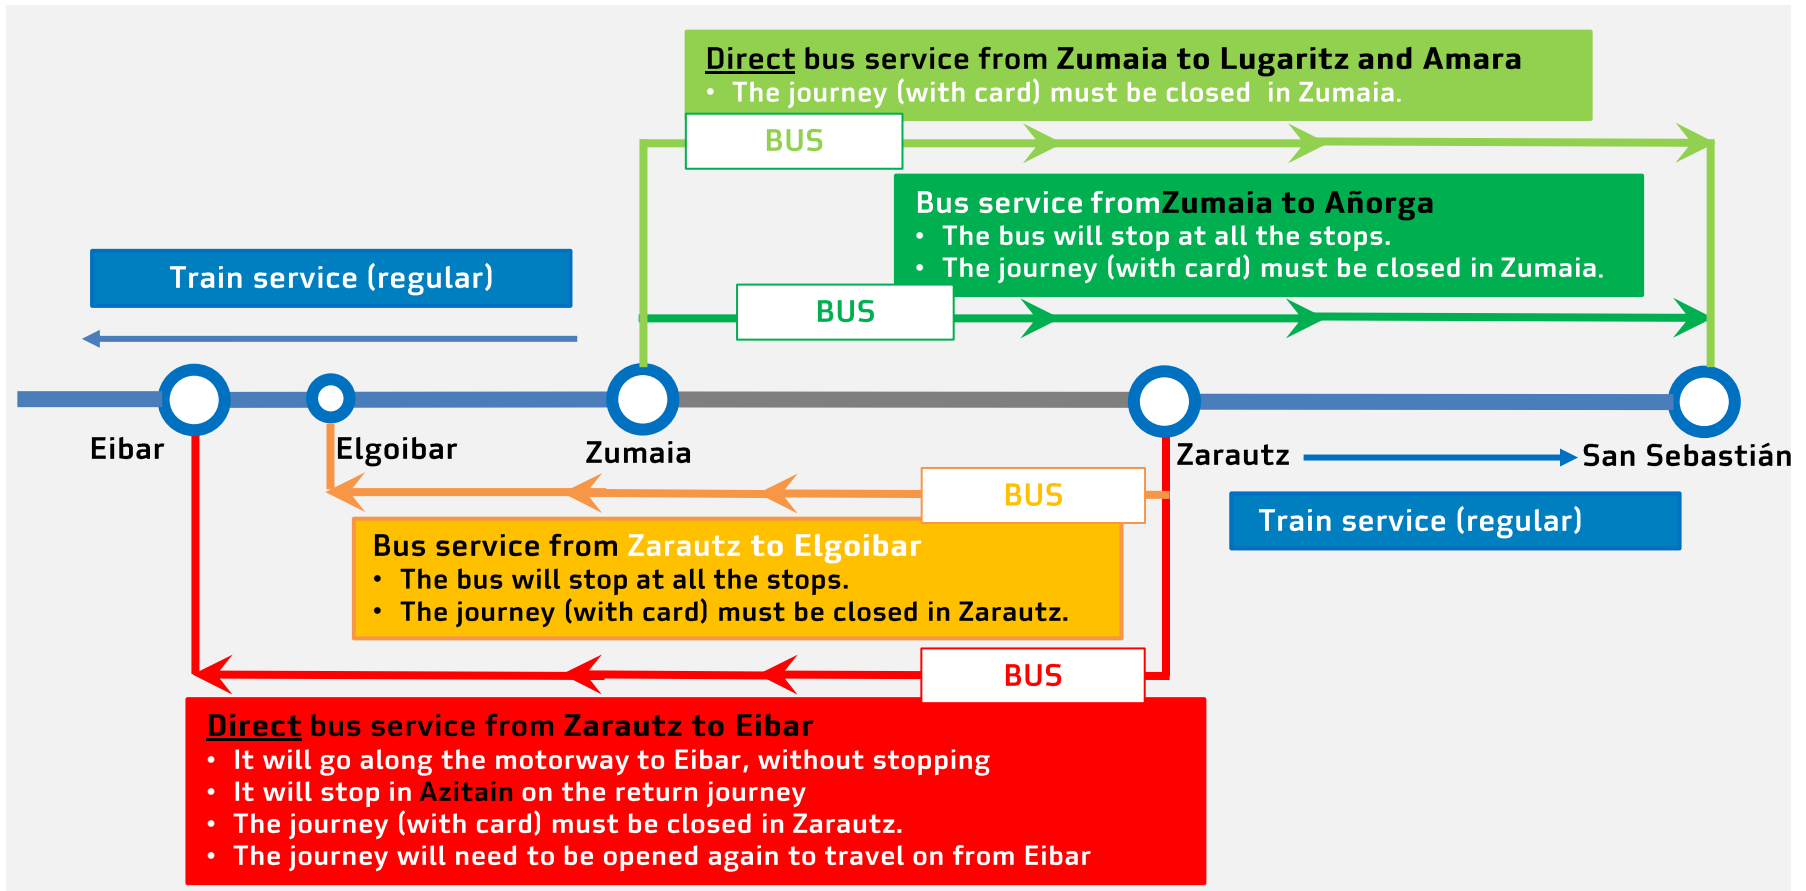 Direct bus service from Zumaia to Lugaritz and Amara
• The journey (with card) must be closed in Zumaia.
BUS
Bus service fromZumaia to Añorga
• The bus will stop at all the stops.
• The journey (with card) must be closed in Zumaia.
Train service (regular)
BUS
Eibar
Elgoibar
Zumaia
Zarautz
San Sebastián
BUS
Train service (regular)
Bus service from Zarautz to Elgoibar
• The bus will stop at all the stops.
• The journey (with card) must be closed in Zarautz.
BUS
Direct bus service from Zarautz to Eibar
• It will go along the motorway to Eibar, without stopping
• It will stop in Azitain on the return journey
• The journey (with card) must be closed in Zarautz.
• The journey will need to be opened again to travel on from Eibar